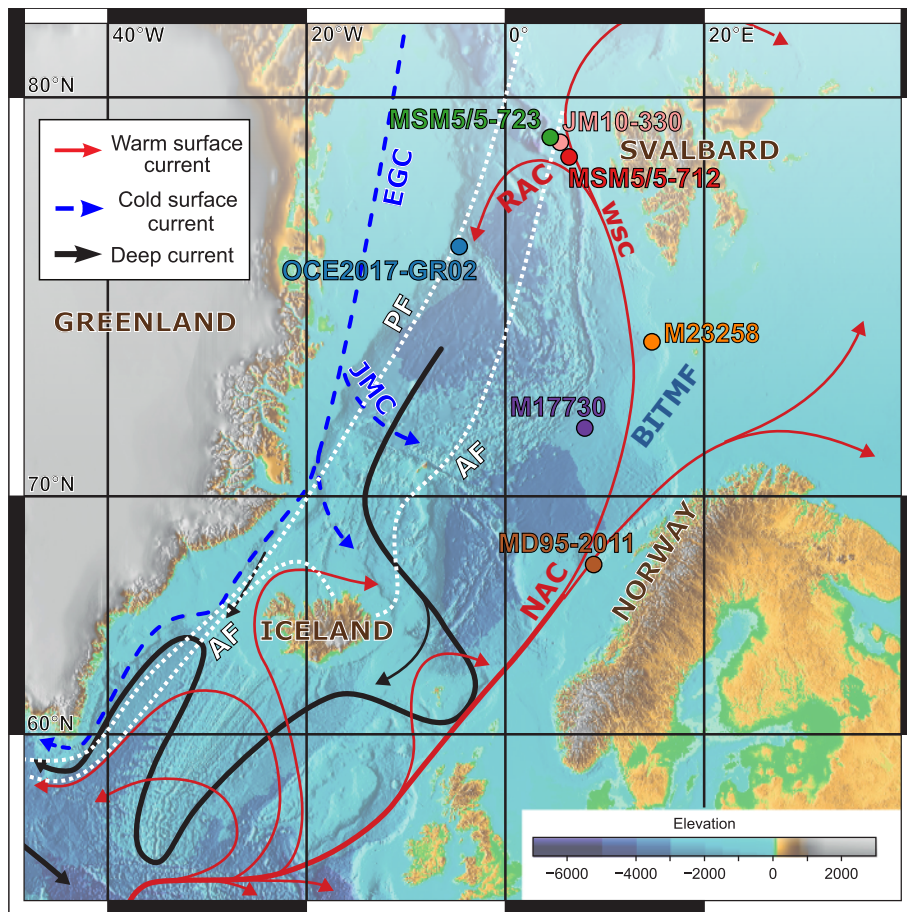 40°W
20°W
0°
20°E
80°N
MSM5/5-723
JM10-330
Warm surface
current
EGC
SVALBARD
MSM5/5-712
RAC
Cold surface
current
WSC
Deep current
OCE2017-GR02
PF
GREENLAND
M23258
JMC
BITMF
M17730
AF
70°N
MD95-2011
NORWAY
NAC
ICELAND
AF
60°N
Elevation
−6000
−4000
−2000
0
2000